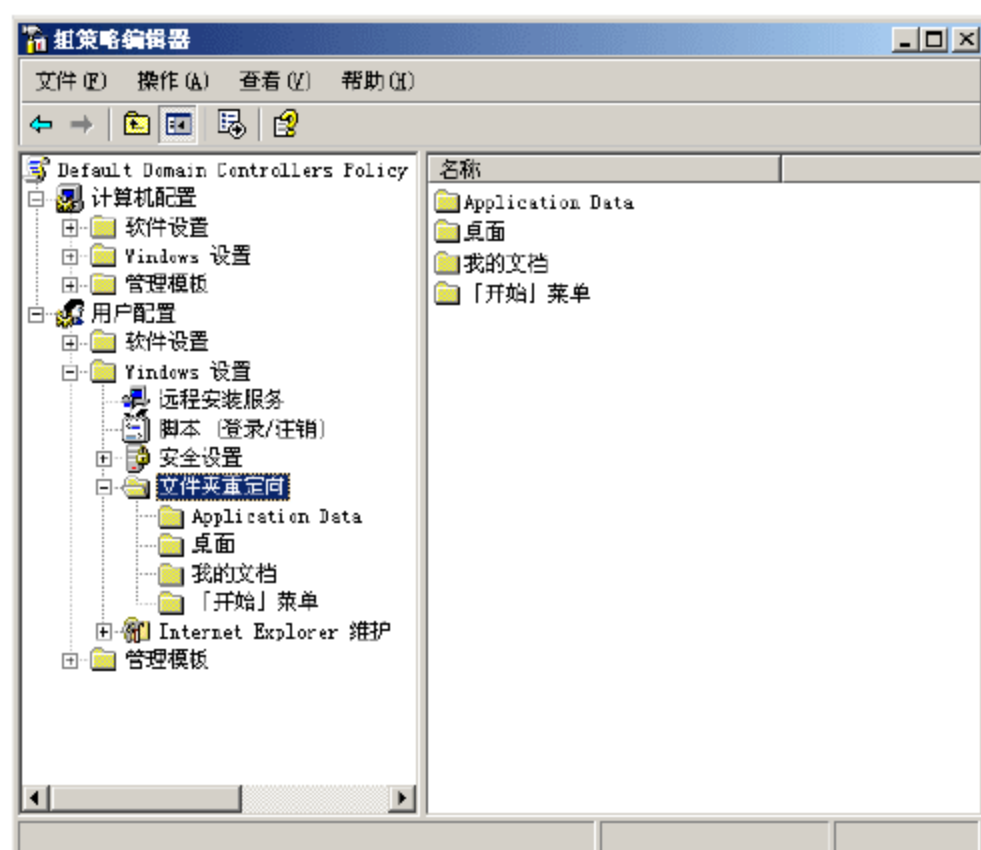 组策略编辑器
文件(F) 操作(A) 查看(V) 帮助(H)
Default Domain Controllers Policy
计算机配置
软件设置
Windows 设置
管理模板
用户配置
软件设置
Windows 设置
远程安装服务
脚本 (登录/注销)
安全设置
文件夹重定向
Application Data
桌面
我的文档
「开始」菜单
Internet Explorer 维护
管理模板
名称
Application Data
桌面
我的文档
「开始」菜单